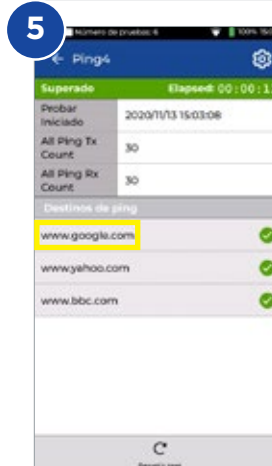 5
Número de pruebas: 6 100% 15:0
← Ping4
Superado Elapsed: 00:00:1
Probar Iniciado 2020/11/13 15:03:08
All Ping Tx Count 30
All Ping Rx Count 30
Destinos de ping
www.google.com
www.yahoo.com
www.bbc.com